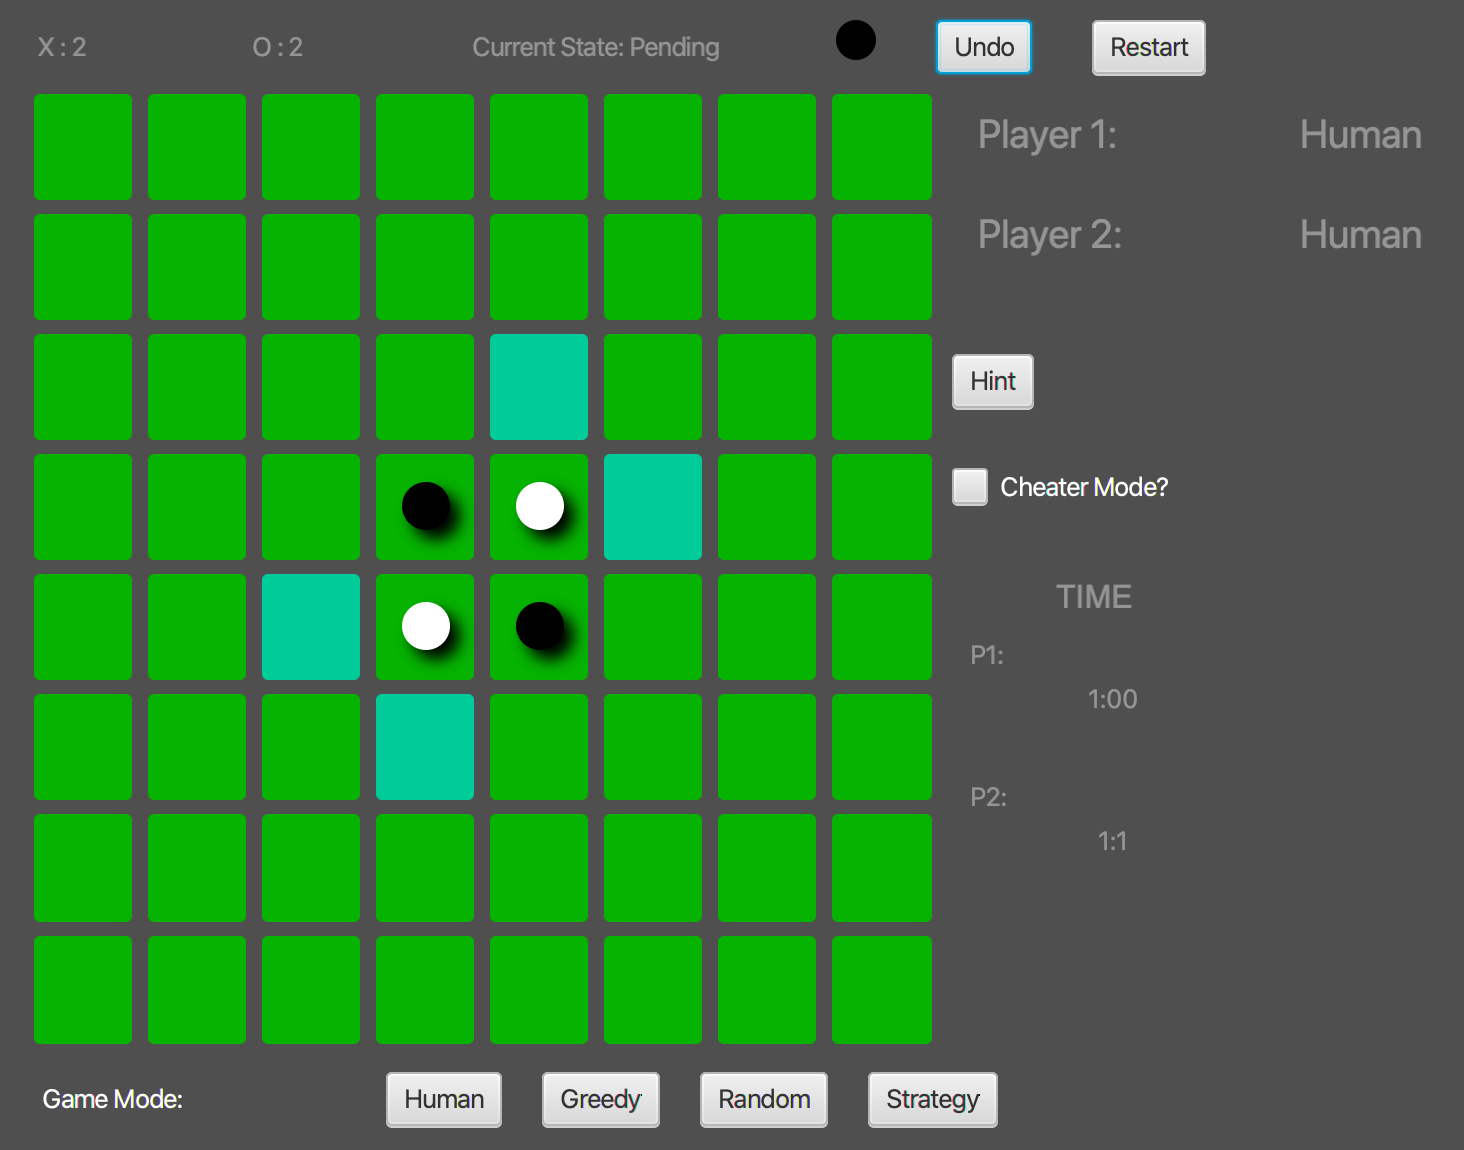 X : 2 O : 2 Current State: Pending Undo Restart
Player 1: Human
Player 2: Human
Hint
Cheater Mode?
TIME
P1:
1:00
P2:
1:1
Game Mode: Human Greedy Random Strategy